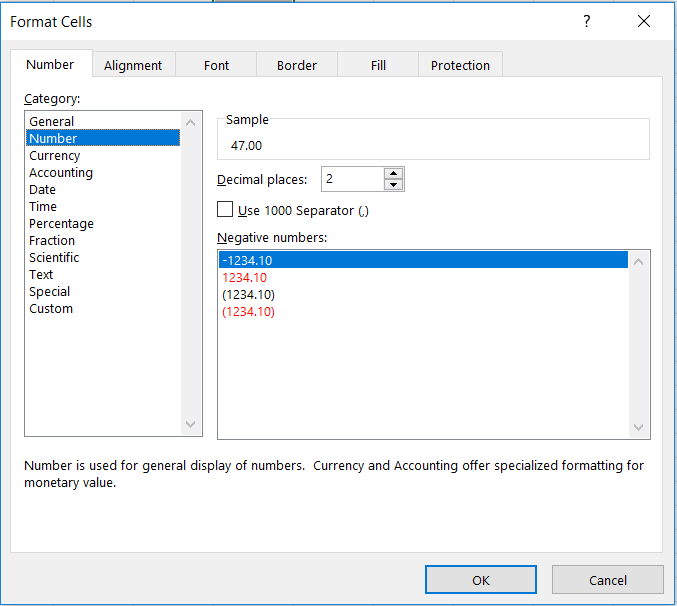 Format Cells ?
Number Alignment Font Border Fill Protection
Category:
General
Number
Currency
Accounting
Date
Time
Percentage
Fraction
Scientific
Text
Special
Custom
Sample
47.00
Decimal places: 2
Use 1000 Separator (,)
Negative numbers:
-1234.10
1234.10
(1234.10)
(1234.10)
Number is used for general display of numbers.  Currency and Accounting offer specialized formatting for
monetary value.
OK Cancel